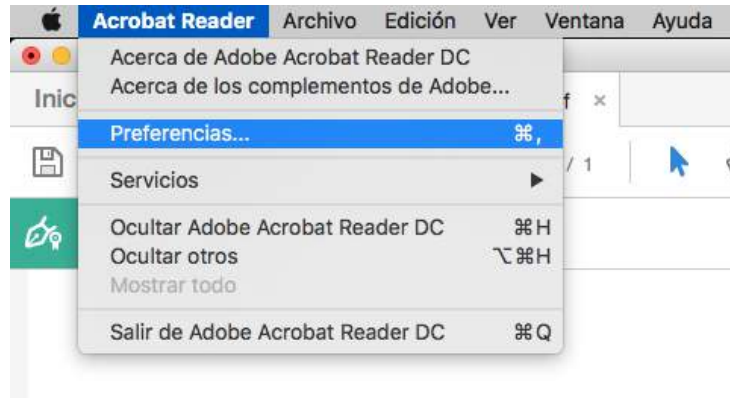 Acrobat Reader Archivo Edición Ver Ventana Ayuda
Acerca de Adobe Acrobat Reader DC
Acerca de los complementos de Adobe...
Inic
f ×
Preferencias... ⌘,
/ 1
Servicios ▶
Ocultar Adobe Acrobat Reader DC ⌘H
Ocultar otros ⌥⌘H
Mostrar todo
Salir de Adobe Acrobat Reader DC ⌘Q